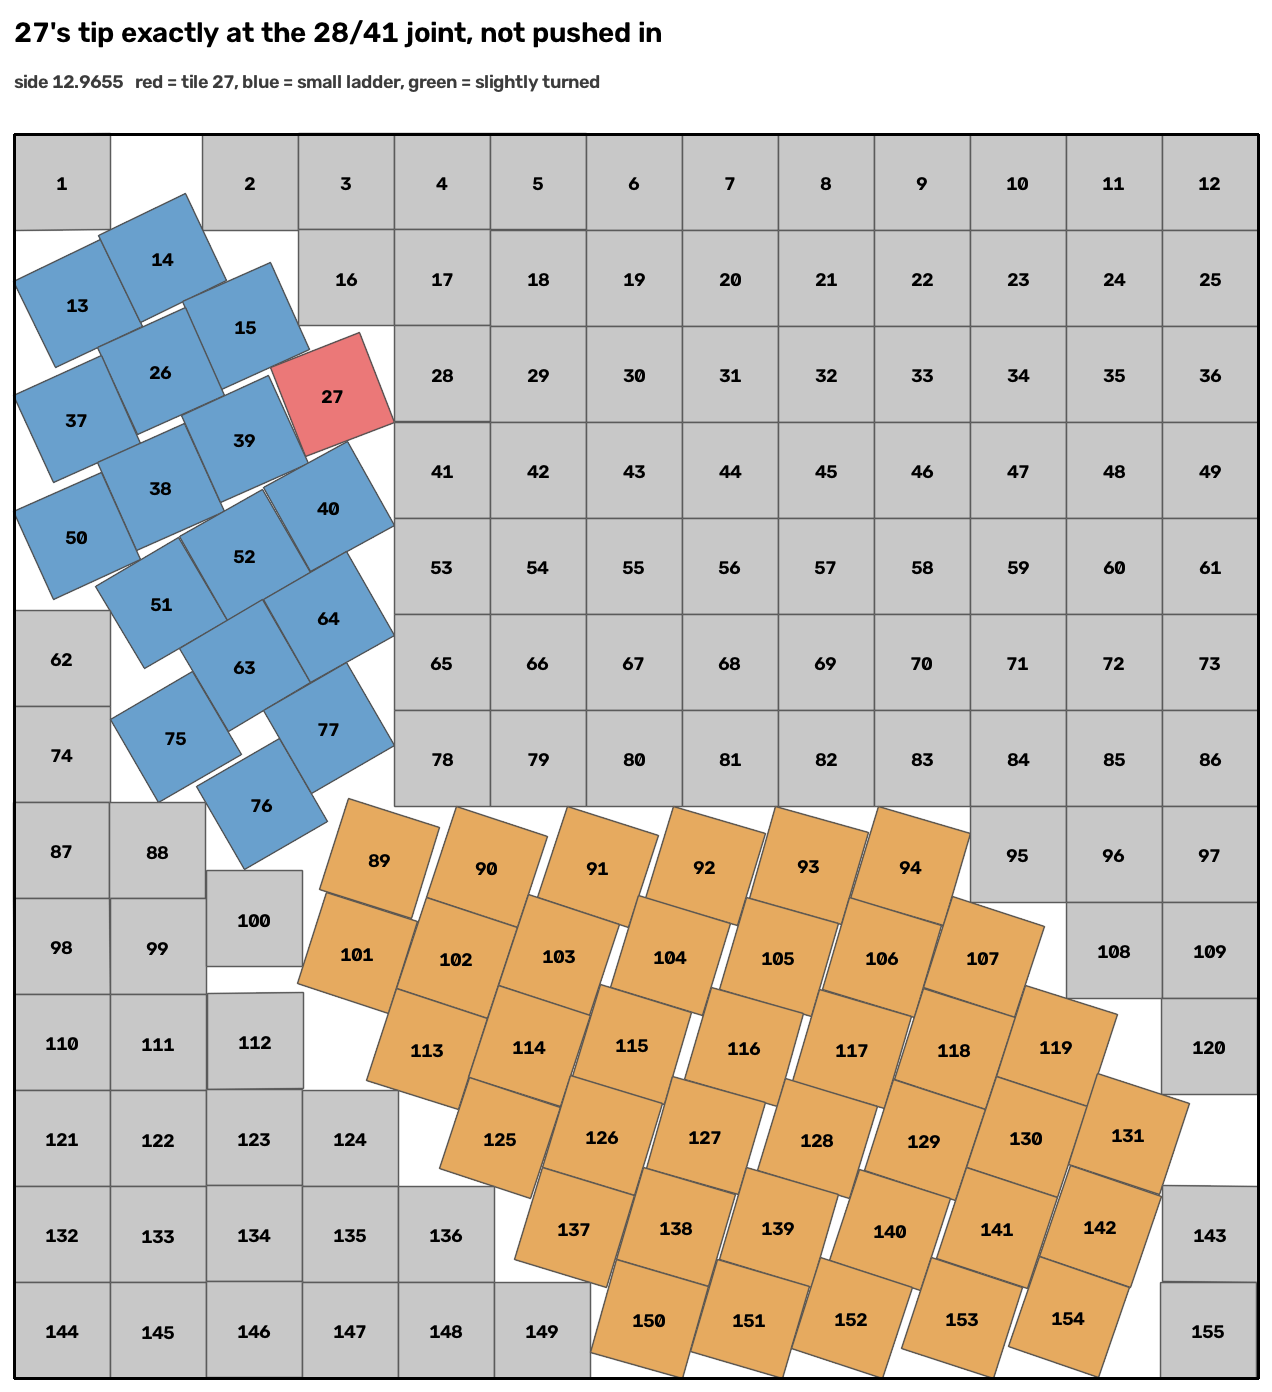 27's tip exactly at the 28/41 joint, not pushed in
side 12.9655 red = tile 27, blue = small ladder, green = slightly turned
1 2 3 4 5 6 7 8 9 10 11 12
13 14 15 16 17 18 19 20 21 22 23 24 25
26 27 28 29 30 31 32 33 34 35 36
37 38 39 40 41 42 43 44 45 46 47 48 49
50 51 52 53 54 55 56 57 58 59 60 61
62 63 64 65 66 67 68 69 70 71 72 73
74 75 76 77 78 79 80 81 82 83 84 85 86
87 88 89 90 91 92 93 94 95 96 97
98 99 100 101 102 103 104 105 106 107 108 109
110 111 112 113 114 115 116 117 118 119 120
121 122 123 124 125 126 127 128 129 130 131
132 133 134 135 136 137 138 139 140 141 142 143
144 145 146 147 148 149 150 151 152 153 154 155